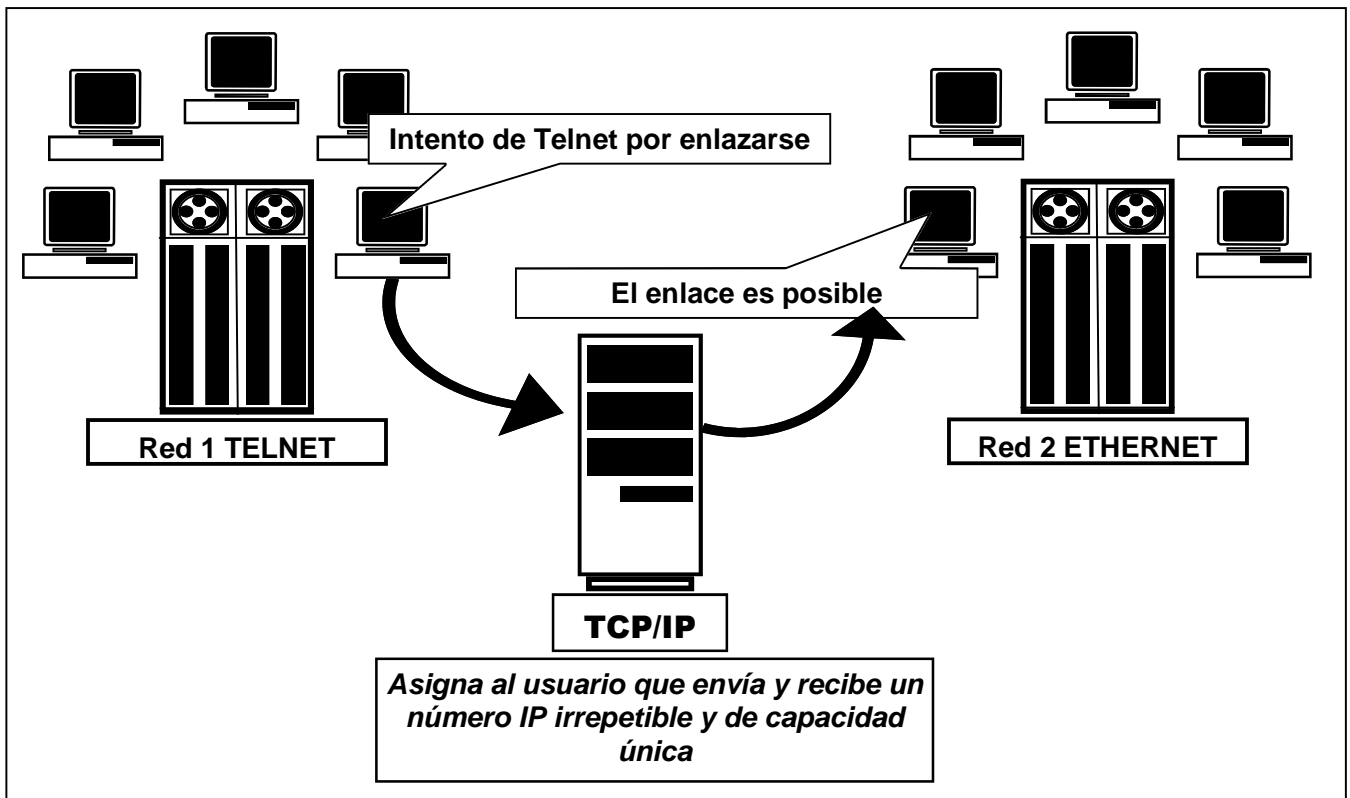 Intento de Telnet por enlazarse
El enlace es posible
Red 1 TELNET
Red 2 ETHERNET
TCP/IP
Asigna al usuario que envía y recibe un
número IP irrepetible y de capacidad
única